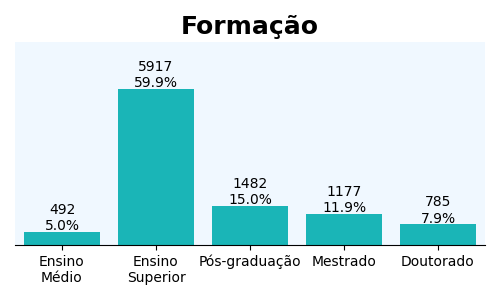 Formação
492
5.0%
5917
59.9%
1482
15.0%
1177
11.9%
785
7.9%
Ensino
Médio
Ensino
Superior
Pós-graduação
Mestrado
Doutorado